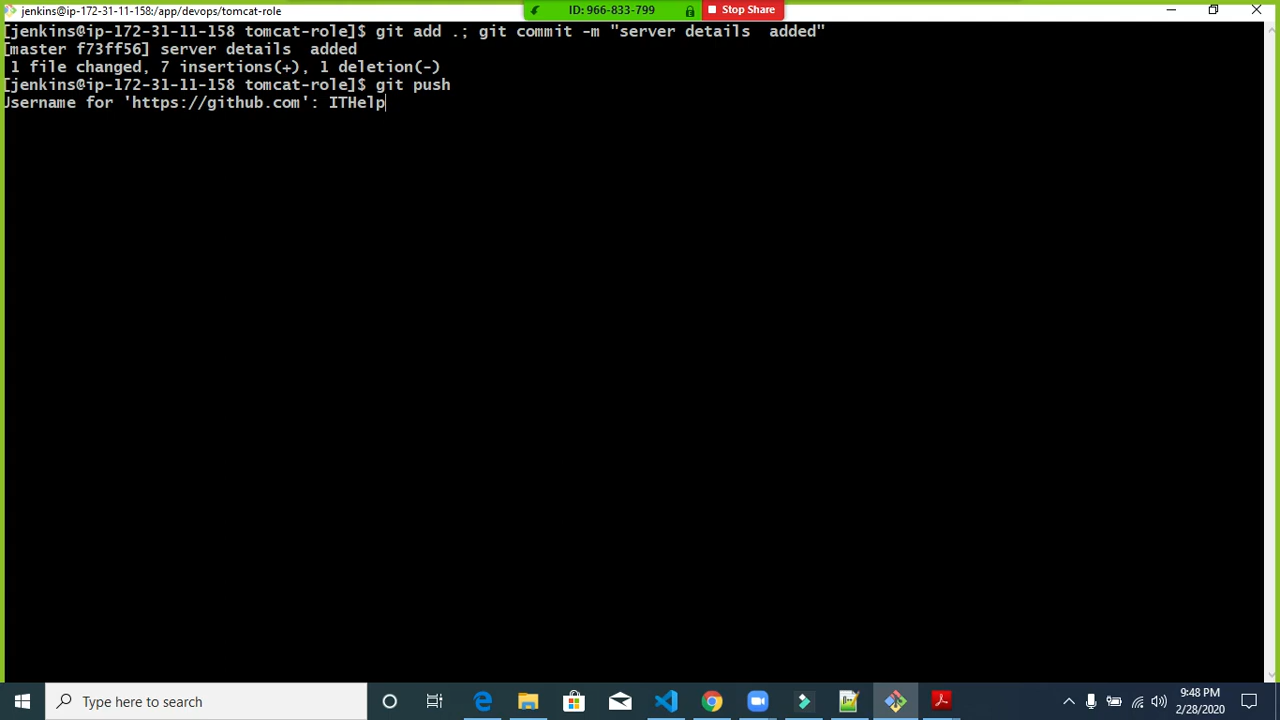 jenkins@ip-172-31-11-158:/app/devops/tomcat-role
ID: 966-833-799
Stop Share
[jenkins@ip-172-31-11-158 tomcat-role]$ git add .; git commit -m "server details  added"
[master f73ff56] server details  added
1 file changed, 7 insertions(+), 1 deletion(-)
[jenkins@ip-172-31-11-158 tomcat-role]$ git push
Username for 'https://github.com': ITHelp
Type here to search
9:48 PM
2/28/2020